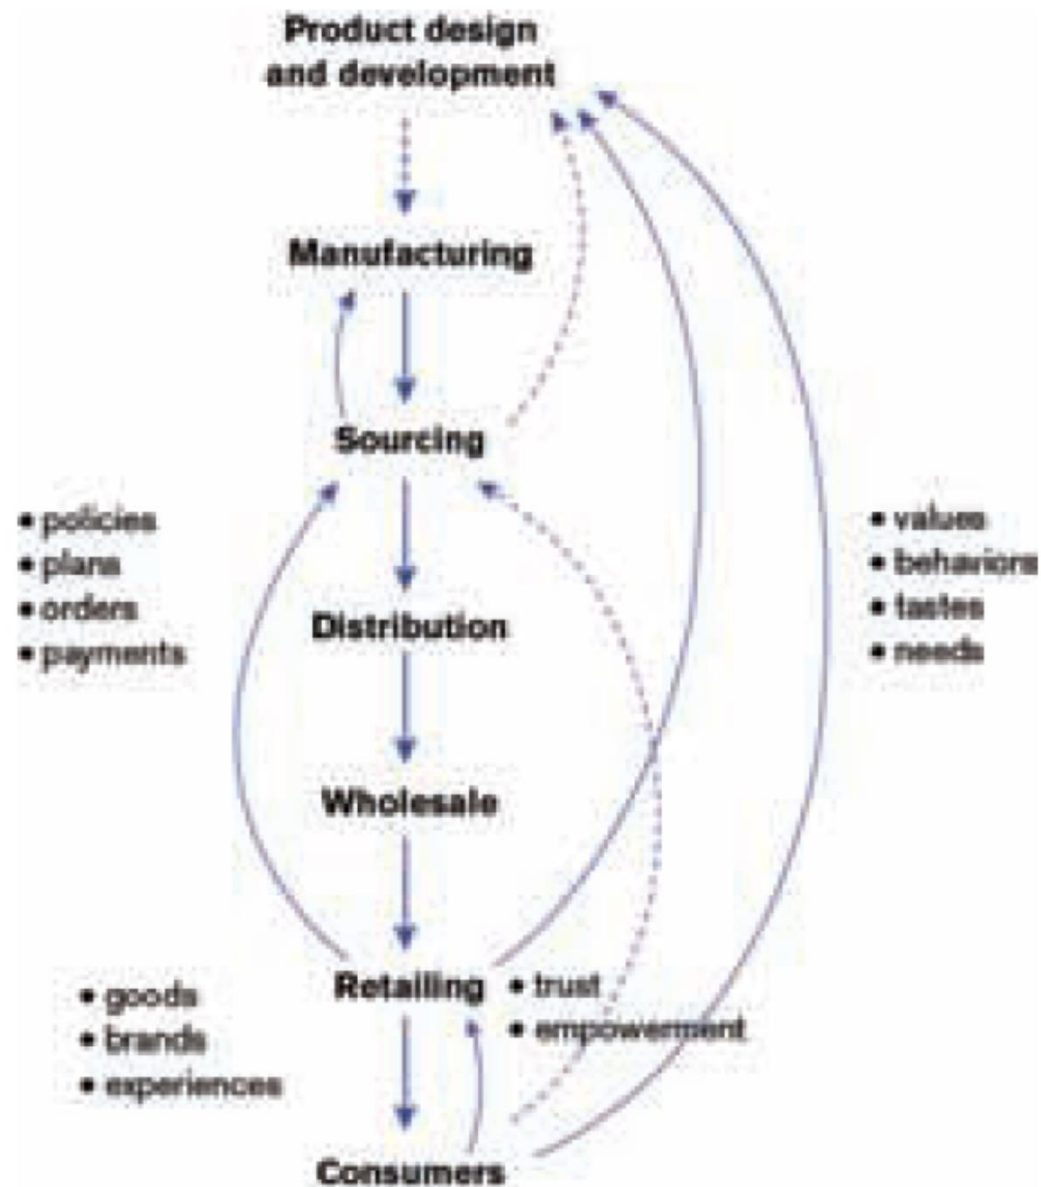 Product design
and development
Manufacturing
Sourcing
• policies
• plans
• orders
• payments
• values
• behaviors
• tastes
• needs
Distribution
Wholesale
Retailing
• trust
• empowerment
• goods
• brands
• experiences
Consumers